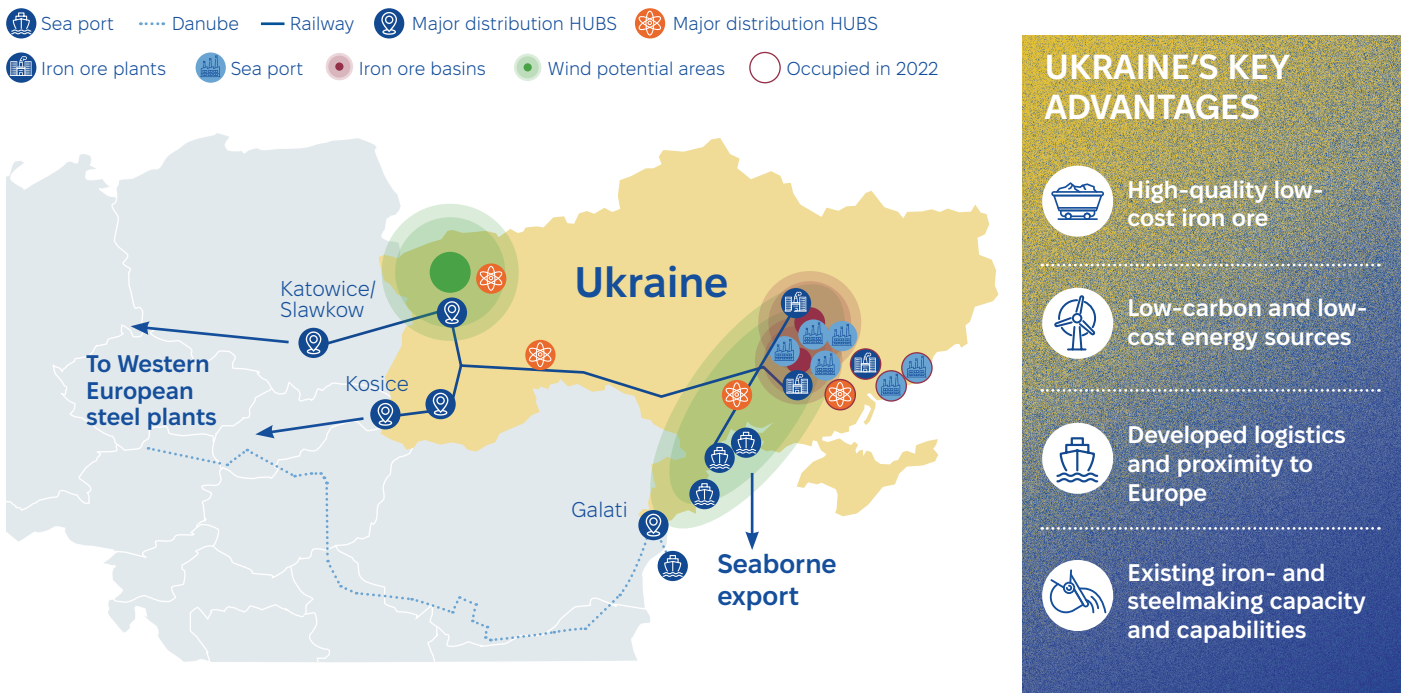 Sea port
Danube
Railway
Major distribution HUBS
Major distribution HUBS
Iron ore plants
Sea port
Iron ore basins
Wind potential areas
Occupied in 2022
Katowice/
Slawkow
Ukraine
To Western
European
steel plants
Kosice
Galati
Seaborne
export
UKRAINE'S KEY
ADVANTAGES
High-quality low-
cost iron ore
Low-carbon and low-
cost energy sources
Developed logistics
and proximity to
Europe
Existing iron- and
steelmaking capacity
and capabilities